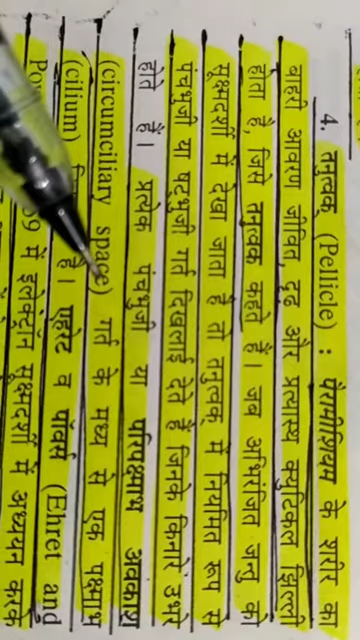 4. तनुत्वक् (Pellicle) : पैरामीशियम के शरीर का
बाहरी आवरण जीवित, दृढ़ और प्रत्यास्थ क्युटिकल झिल्ली
होता है, जिसे तनुत्वक कहते हैं। जब अभिरंजित जन्तु को
सूक्ष्मदर्शी में देखा जाता है तो तनुत्वक् में नियमित रूप से
पंचभुजी या षट्भुजी गर्त दिखलाई देते हैं जिनके किनारे उभरे
होते हैं। प्रत्येक पंचभुजी या परिपक्ष्माभ अवकाश
(circumciliary space) गर्त के मध्य से एक पक्ष्माभ
(cilium) है। एहरेट व पॉवर्स (Ehret and
में इलेक्ट्रॉन सूक्ष्मदर्शी में अध्ययन करके